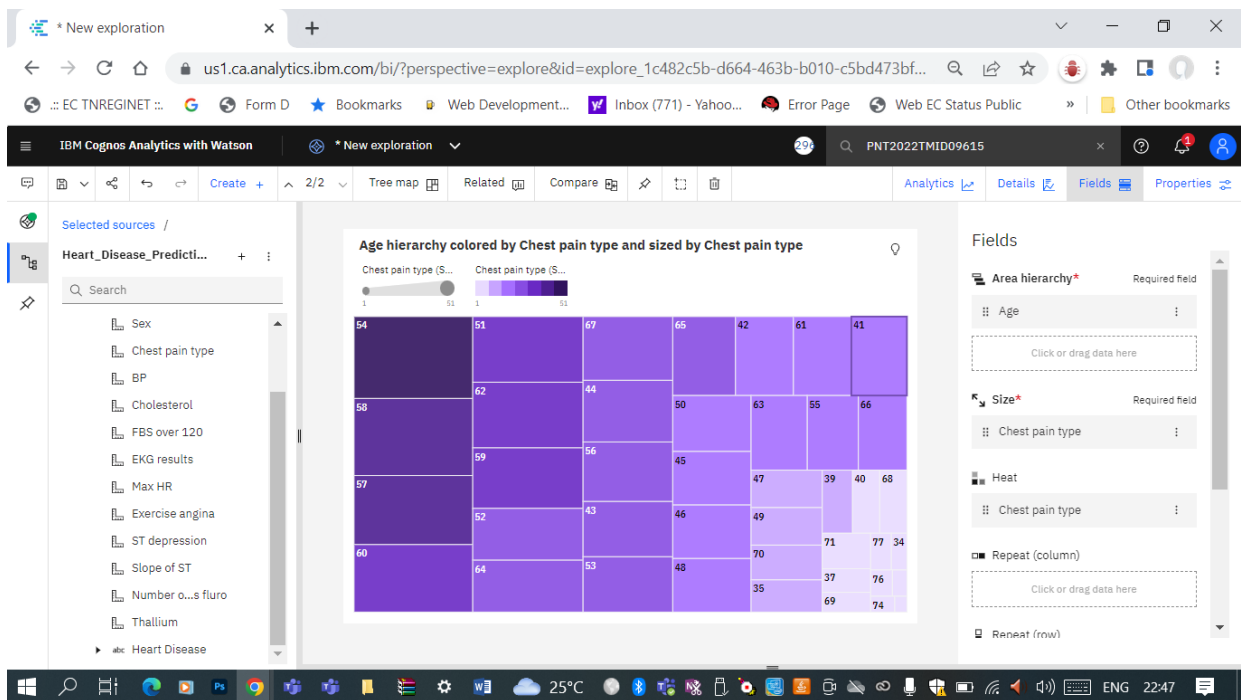 * New exploration
us1.ca.analytics.ibm.com/bi/?perspective=explore&id=explore_1c482c5b-d664-463b-b010-c5bd473bf...
.:: EC TNREGINET ::. G Form D Bookmarks Web Development... Inbox (771) - Yahoo... Error Page Web EC Status Public » Other bookmarks
IBM Cognos Analytics with Watson * New exploration 296 PNT2022TMID09615 1
Create + 2/2 Tree map Related Compare Analytics Details Fields Properties
Selected sources /
Heart_Disease_Predicti...
Search
Sex
Chest pain type
BP
Cholesterol
FBS over 120
EKG results
Max HR
Exercise angina
ST depression
Slope of ST
Number o...s fluro
Thallium
abc Heart Disease
Age hierarchy colored by Chest pain type and sized by Chest pain type
Chest pain type (S... Chest pain type (S...
1 51 1 51
54 51 67 65 42 61 41
62 44
58 50 63 55 66
59 56 45
57 47 39 40 68
52 43 46 49
71 77 34
60 70
64 53 48 37 76
35
69 74
Fields
Area hierarchy* Required field
Age
Click or drag data here
Size* Required field
Chest pain type
Heat
Chest pain type
Repeat (column)
Click or drag data here
Repeat (row)
25°C ENG 22:47